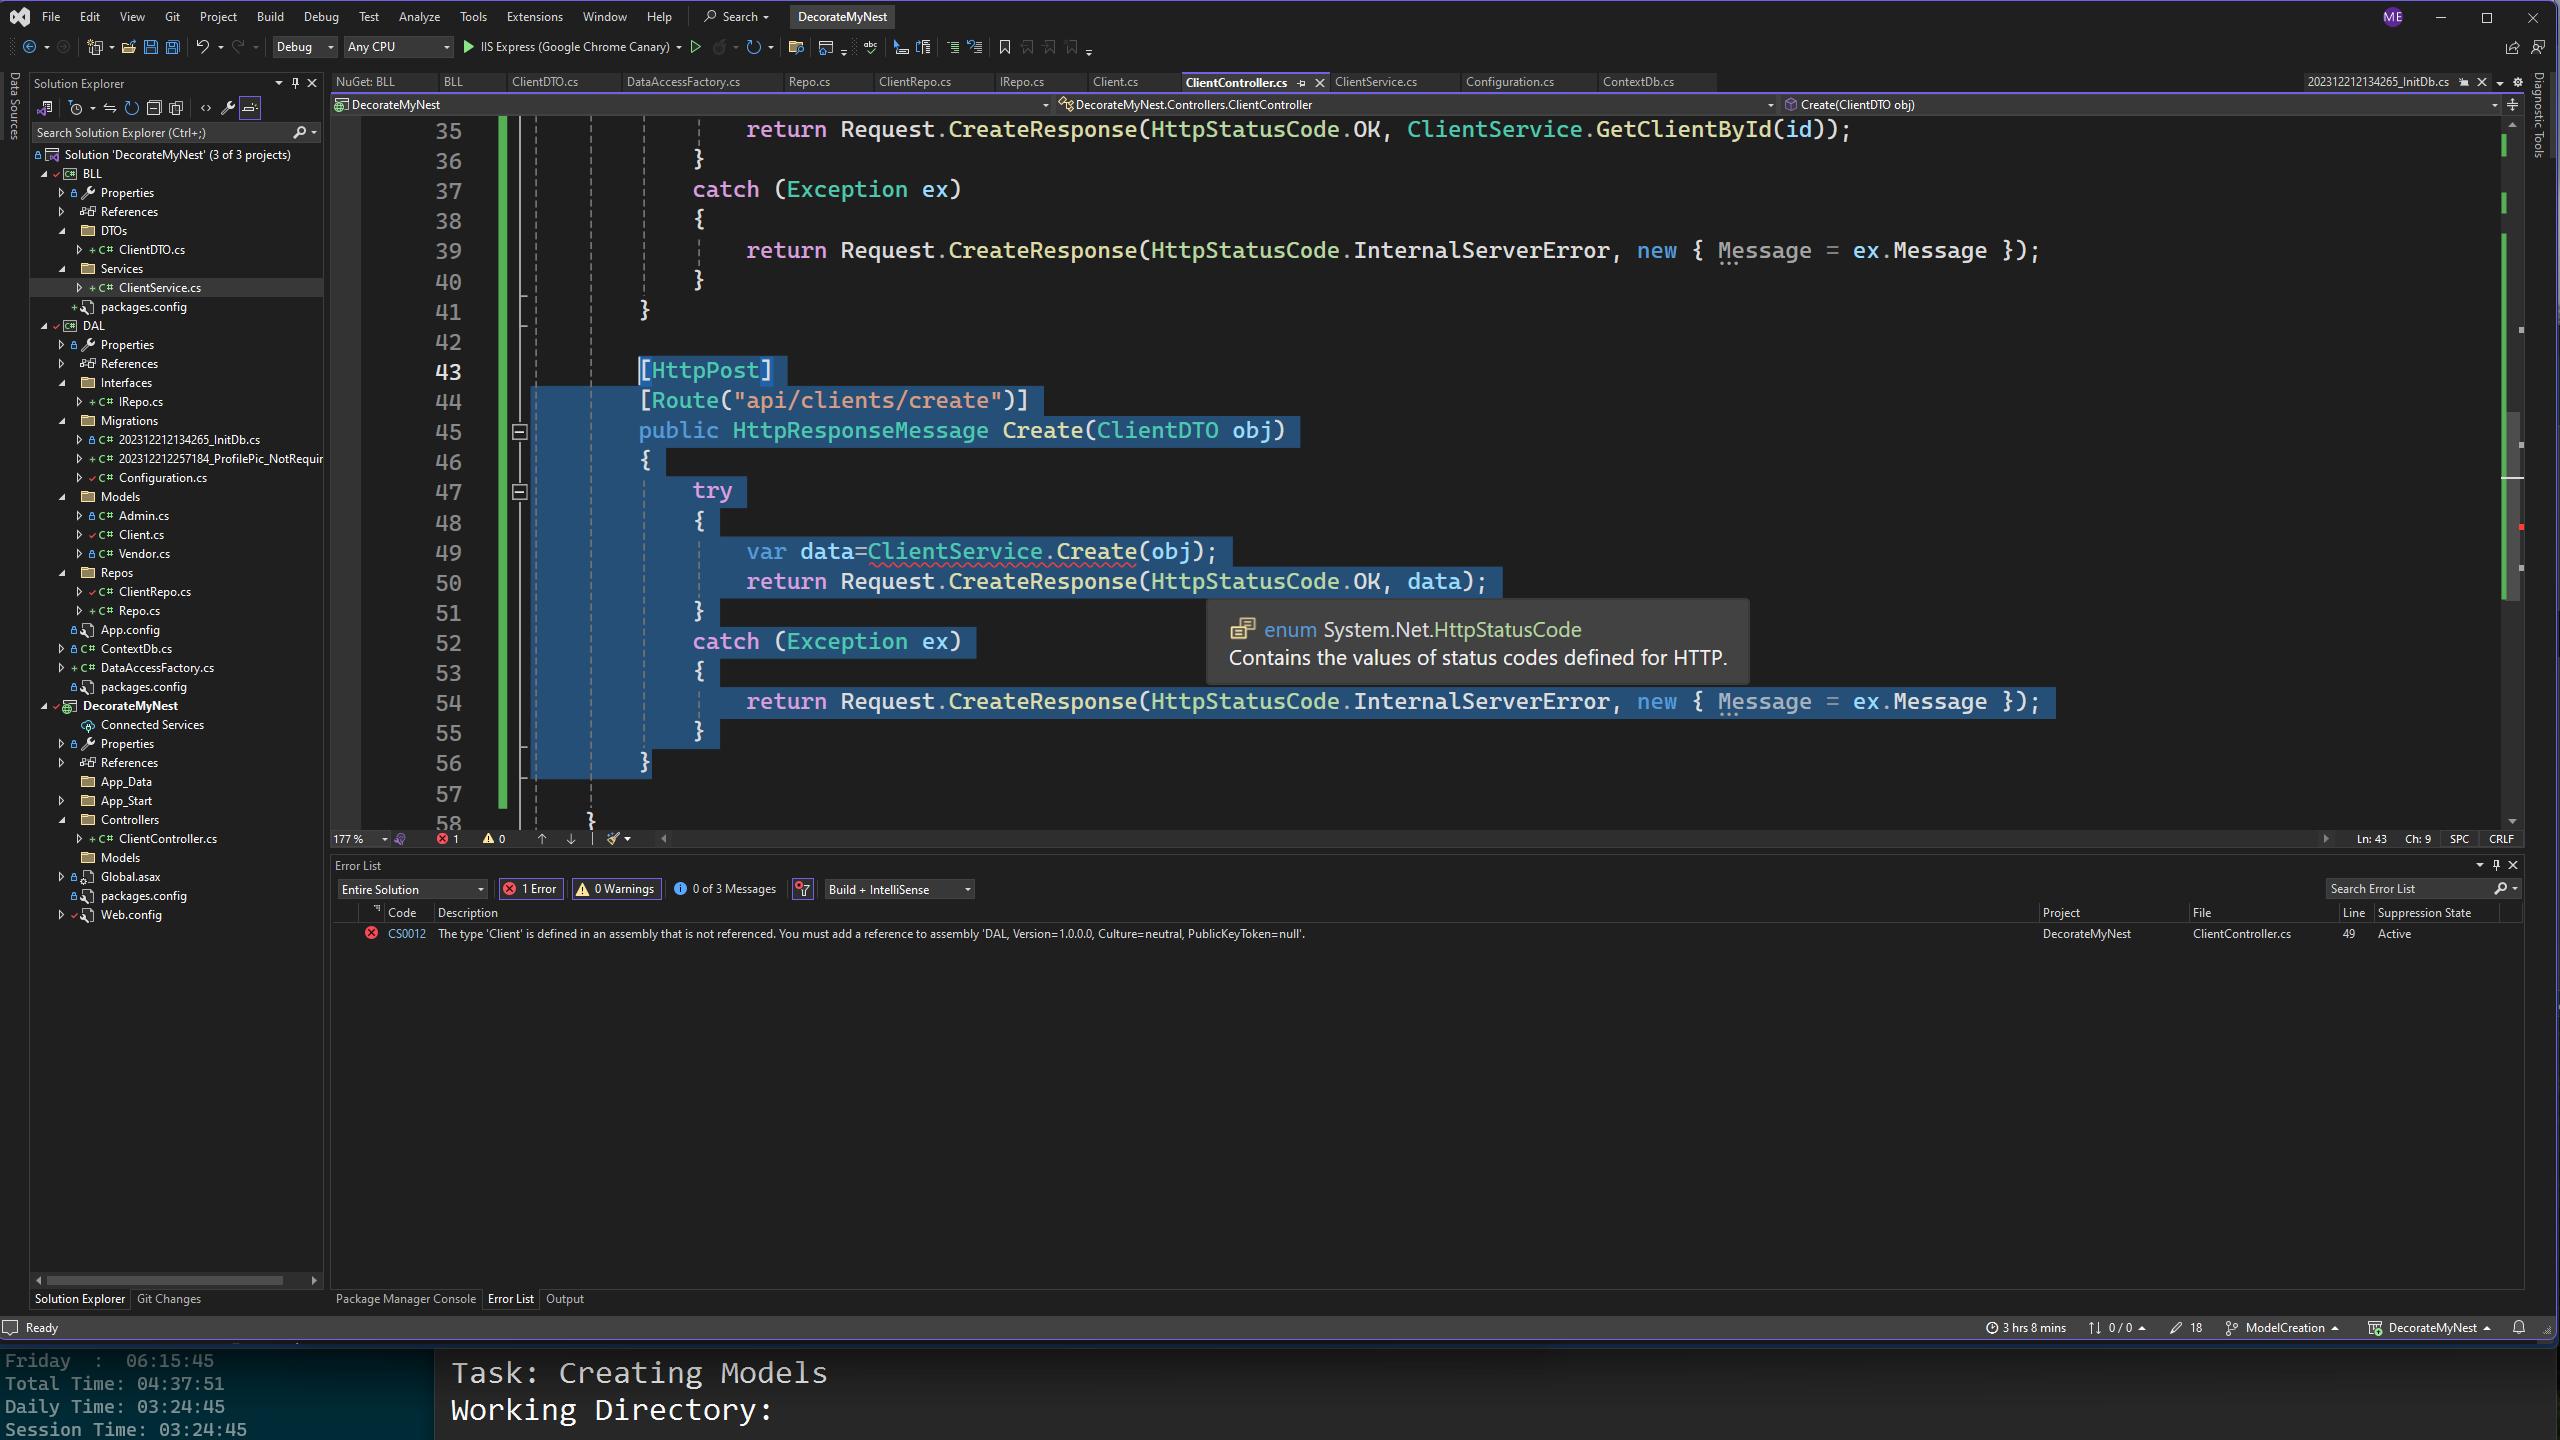 File Edit View Git Project Build Debug Test Analyze Tools Extensions Window Help Search DecorateMyNest ME
Debug Any CPU IIS Express (Google Chrome Canary)
Data Sources
Solution Explorer
Search Solution Explorer (Ctrl+;)
Solution 'DecorateMyNest' (3 of 3 projects)
BLL
Properties
References
DTOs
C# ClientDTO.cs
Services
C# ClientService.cs
packages.config
DAL
Properties
References
Interfaces
C# IRepo.cs
Migrations
C# 202312212134265_InitDb.cs
C# 202312212257184_ProfilePic_NotRequir
C# Configuration.cs
Models
C# Admin.cs
C# Client.cs
C# Vendor.cs
Repos
C# ClientRepo.cs
C# Repo.cs
App.config
C# ContextDb.cs
C# DataAccessFactory.cs
packages.config
DecorateMyNest
Connected Services
Properties
References
App_Data
App_Start
Controllers
C# ClientController.cs
Models
Global.asax
packages.config
Web.config
Solution Explorer Git Changes
NuGet: BLL BLL ClientDTO.cs DataAccessFactory.cs Repo.cs ClientRepo.cs IRepo.cs Client.cs ClientController.cs ClientService.cs Configuration.cs ContextDb.cs 202312212134265_InitDb.cs
DecorateMyNest DecorateMyNest.Controllers.ClientController Create(ClientDTO obj)
Diagnostic Tools
35 return Request.CreateResponse(HttpStatusCode.OK, ClientService.GetClientById(id));
36 }
37 catch (Exception ex)
38 {
39 return Request.CreateResponse(HttpStatusCode.InternalServerError, new { Message = ex.Message });
40 }
41 }
42
43 [HttpPost]
44 [Route("api/clients/create")]
45 public HttpResponseMessage Create(ClientDTO obj)
46 {
47 try
48 {
49 var data=ClientService.Create(obj);
50 return Request.CreateResponse(HttpStatusCode.OK, data);
51 }
52 catch (Exception ex)
53 {
54 return Request.CreateResponse(HttpStatusCode.InternalServerError, new { Message = ex.Message });
55 }
56 }
57
58 }
enum System.Net.HttpStatusCode
Contains the values of status codes defined for HTTP.
177 % 1 0 Ln: 43 Ch: 9 SPC CRLF
Error List
Entire Solution 1 Error 0 Warnings 0 of 3 Messages Build + IntelliSense Search Error List
Code Description Project File Line Suppression State
CS0012 The type 'Client' is defined in an assembly that is not referenced. You must add a reference to assembly 'DAL, Version=1.0.0.0, Culture=neutral, PublicKeyToken=null'. DecorateMyNest ClientController.cs 49 Active
Package Manager Console Error List Output
Ready 3 hrs 8 mins 0 / 0 18 ModelCreation DecorateMyNest
Friday : 06:15:45
Total Time: 04:37:51
Daily Time: 03:24:45
Session Time: 03:24:45
Task: Creating Models
Working Directory: